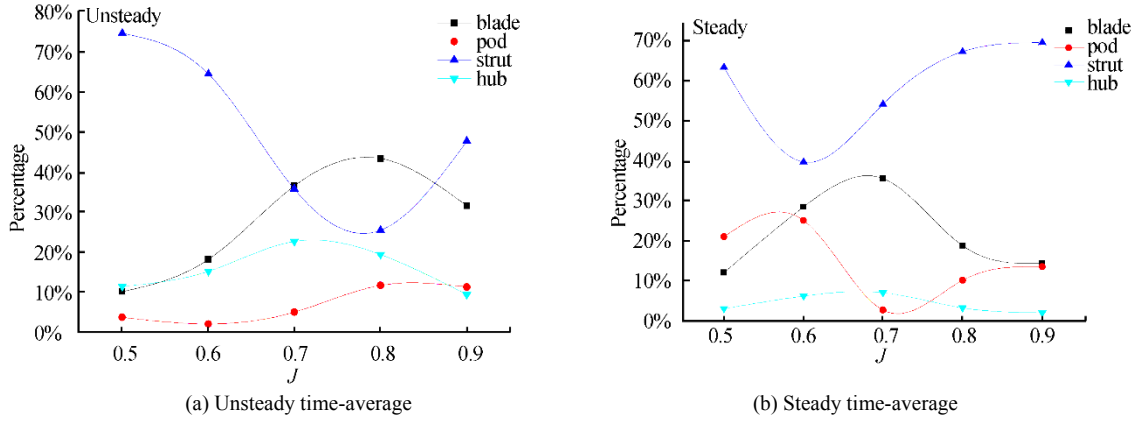 80%
70%
60%
50%
40%
30%
20%
10%
0%
Percentage
Unsteady
blade
pod
strut
hub
0.5 0.6 0.7 0.8 0.9
J
(a) Unsteady time-average
70%
60%
50%
40%
30%
20%
10%
0%
Percentage
Steady
blade
pod
strut
hub
0.5 0.6 0.7 0.8 0.9
J
(b) Steady time-average